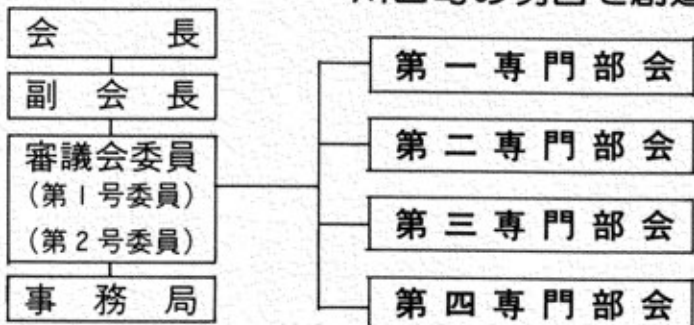 会長
副会長
審議会委員
(第1号委員)
(第2号委員)
事務局
第一専門部会
第二専門部会
第三専門部会
第四専門部会